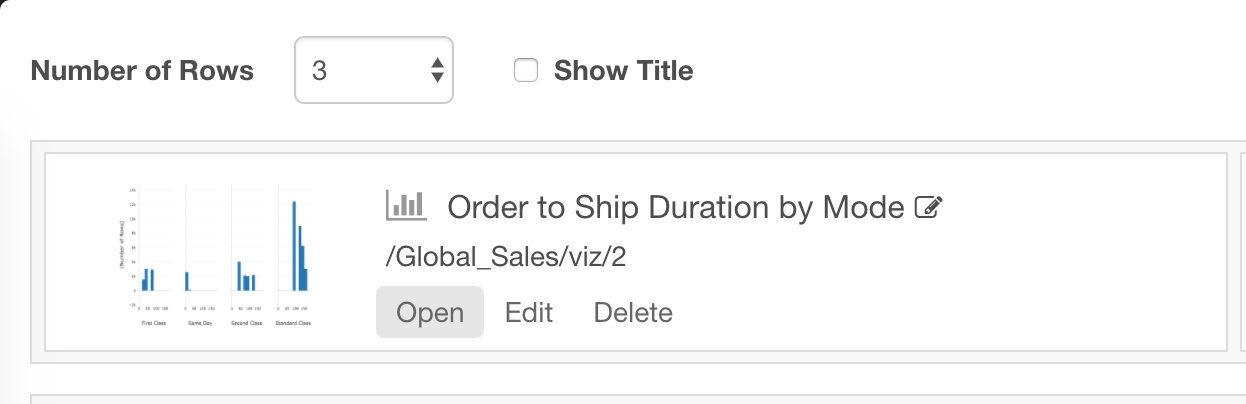 Number of Rows 3 Show Title
Order to Ship Duration by Mode
/Global_Sales/viz/2
Open Edit Delete
(Number of Rows)
First Class Same Day Second Class Standard Class